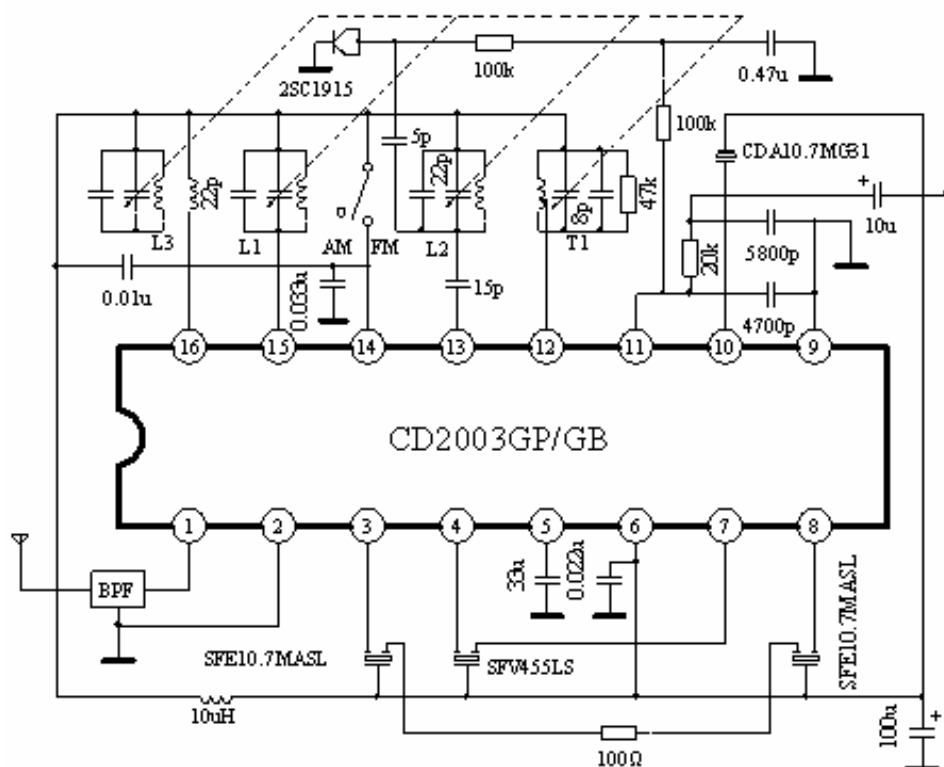 2SC1915
100k
0.47u
100k
5p
CDA10.7MGB1
22p
22p
8p
47k
+
10u
L3
L1
AM
FM
L2
T1
20k
5800p
0.01u
0.033u
15p
4700p
16
15
14
13
12
11
10
9
CD2003GP/GB
1
2
3
4
5
6
7
8
BPF
33u
0.022u
SFE10.7MASL
SFV455LS
SFE10.7MASL
10uH
100Ω
100u
+